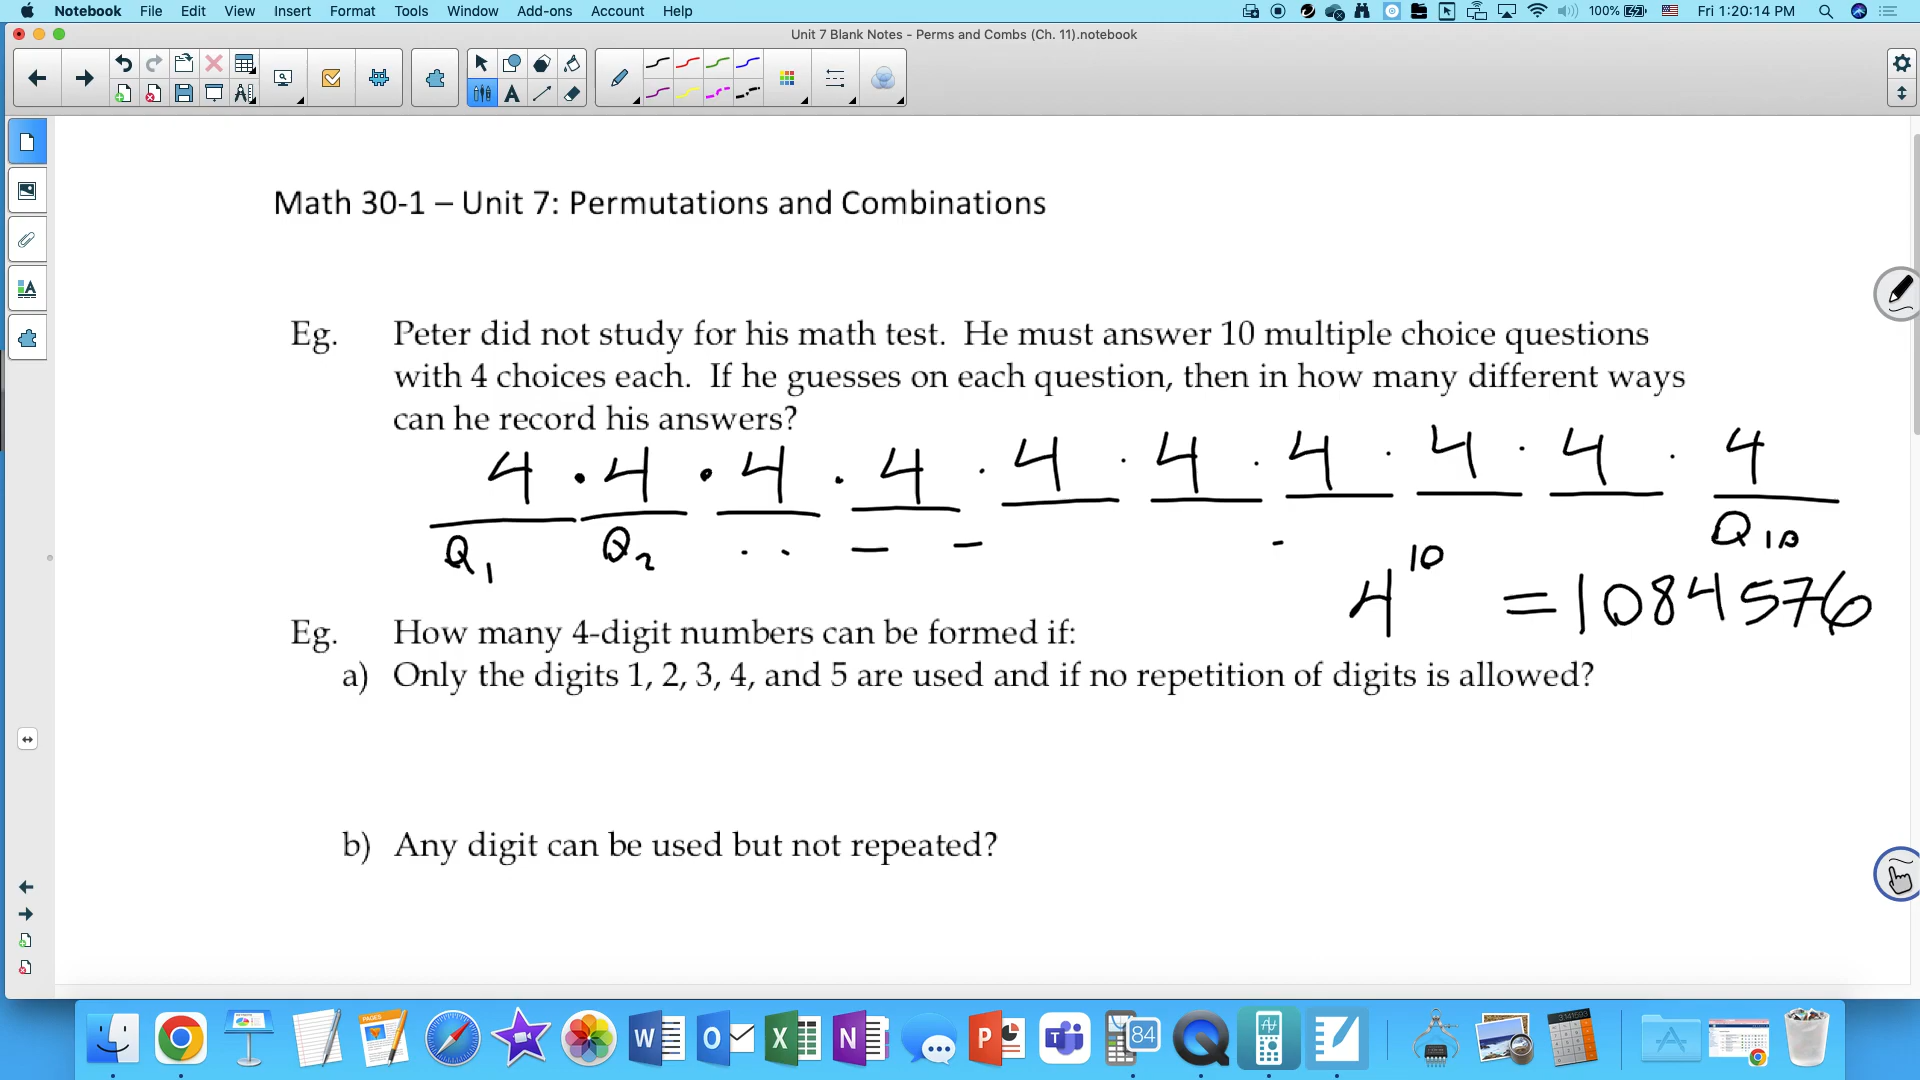 Notebook File Edit View Insert Format Tools Window Add-ons Account Help 100% Fri 1:20:14 PM
Unit 7 Blank Notes - Perms and Combs (Ch. 11).notebook
Math 30-1 – Unit 7: Permutations and Combinations
Eg. Peter did not study for his math test. He must answer 10 multiple choice questions
with 4 choices each. If he guesses on each question, then in how many different ways
can he record his answers?
4 · 4 · 4 · 4 · 4 · 4 · 4 · 4 · 4 · 4
Q1 Q2 .. – – - Q10
4^10 = 1084576
Eg. How many 4-digit numbers can be formed if:
a) Only the digits 1, 2, 3, 4, and 5 are used and if no repetition of digits is allowed?
b) Any digit can be used but not repeated?
PAGES
84
3.141593